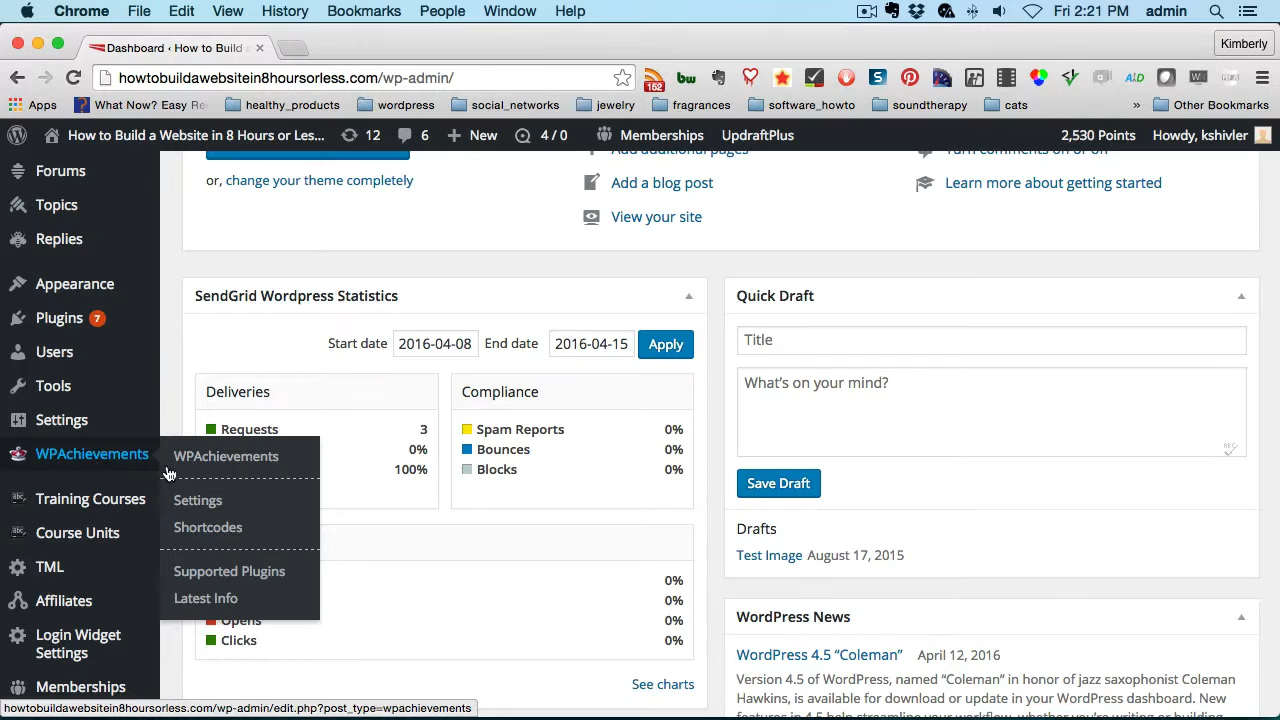 Chrome File Edit View History Bookmarks People Window Help Fri 2:21 PM admin
Dashboard ‹ How to Build Kimberly
howtobuildawebsitein8hoursorless.com/wp-admin/ 152 bw
Apps What Now? Easy Re healthy_products wordpress social_networks jewelry fragran software_howto soundtherapy cats » Other Bookmarks
How to Build a Website in 8 Hours or Les... 12 6 New 4 / 0 Memberships UpdraftPlus 2,530 Points Howdy, kshivler
Forums
Topics
Replies
Appearance
Plugins 7
Users
Tools
Settings
WPAchievements
Training Courses
Course Units
TML
Affiliates
Login Widget
Settings
Memberships
WPAchievements
Settings
Shortcodes
Supported Plugins
Latest Info
Add additional pages
Turn comments on or off
or, change your theme completely
Add a blog post
Learn more about getting started
View your site
SendGrid Wordpress Statistics
Start date 2016-04-08 End date 2016-04-15 Apply
Deliveries
Requests 3
0%
100%
Compliance
Spam Reports 0%
Bounces 0%
Blocks 0%
0%
0%
Opens 0%
Clicks 0%
See charts
Quick Draft
Title
What's on your mind?
Save Draft
Drafts
Test Image August 17, 2015
WordPress News
WordPress 4.5 “Coleman” April 12, 2016
Version 4.5 of WordPress, named “Coleman” in honor of jazz saxophonist Coleman
Hawkins, is available for download or update in your WordPress dashboard. New
features in 4.5 help streamline your workflow, whether you're writing or building
howtobuildawebsitein8hoursorless.com/wp-admin/edit.php?post_type=wpachievements